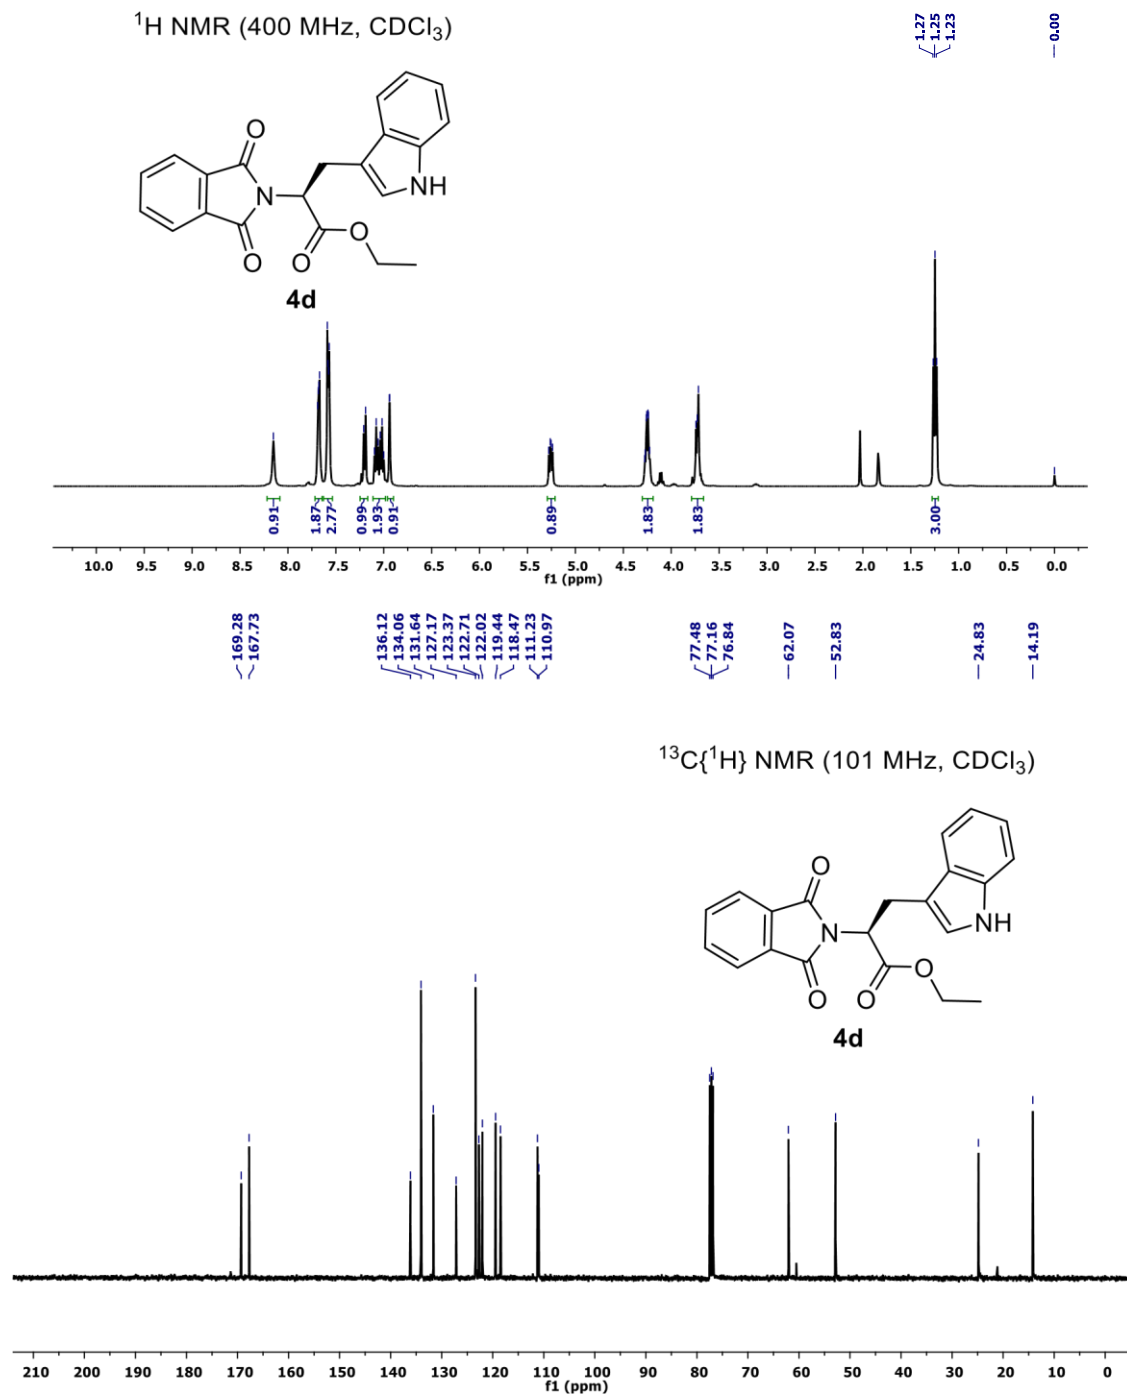 ¹H NMR (400 MHz, CDCl₃)
1.27
1.25
1.23
0.00
O
N
O
O
O
NH
4d
0.91
1.87
2.77
0.99
1.93
0.91
0.89
1.83
1.83
3.00
10.0 9.5 9.0 8.5 8.0 7.5 7.0 6.5 6.0 5.5 5.0 4.5 4.0 3.5 3.0 2.5 2.0 1.5 1.0 0.5 0.0
f1 (ppm)
169.28
167.73
136.12
134.06
131.64
127.17
123.37
122.71
122.02
119.44
118.47
111.23
110.97
77.48
77.16
76.84
62.07
52.83
24.83
14.19
¹³C{¹H} NMR (101 MHz, CDCl₃)
O
N
O
O
O
NH
4d
210 200 190 180 170 160 150 140 130 120 110 100 90 80 70 60 50 40 30 20 10 0
f1 (ppm)